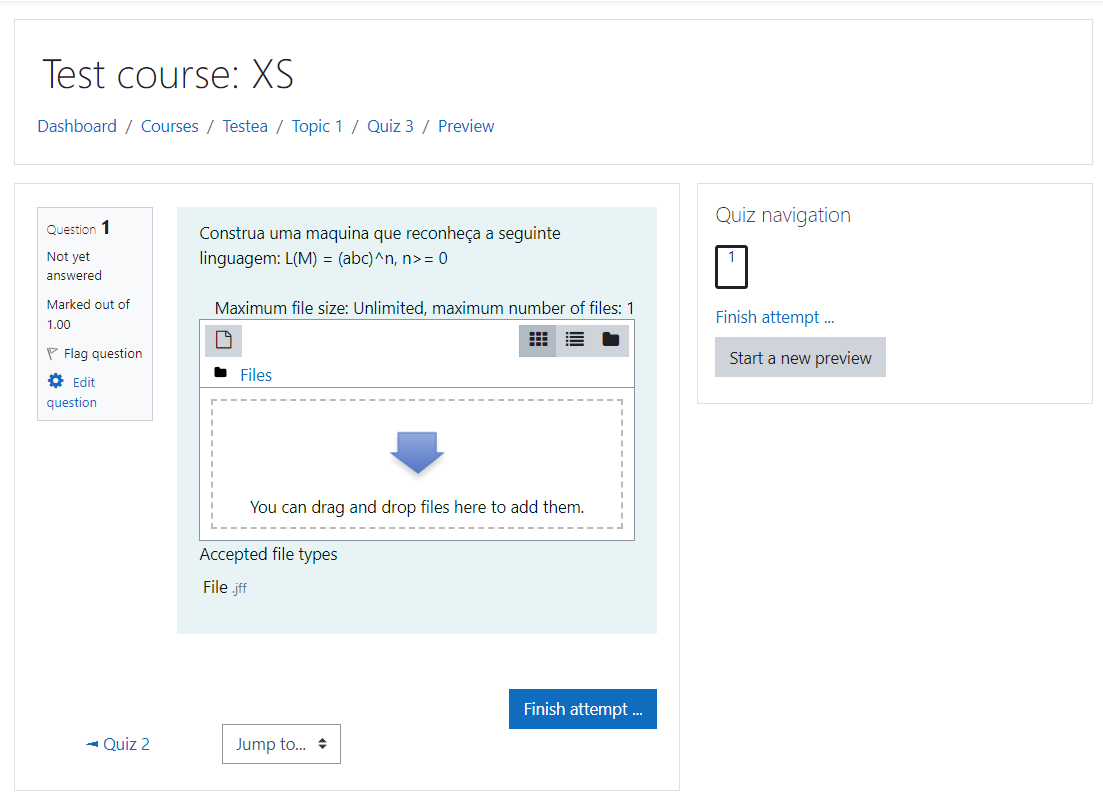 Test course: XS
Dashboard / Courses / Testea / Topic 1 / Quiz 3 / Preview
Question 1
Not yet
answered
Marked out of
1.00
Flag question
Edit
question
Construa uma maquina que reconheça a seguinte
linguagem: L(M) = (abc)^n, n>= 0
Maximum file size: Unlimited, maximum number of files: 1
Files
You can drag and drop files here to add them.
Accepted file types
File .jff
Finish attempt ...
◄ Quiz 2
Jump to...
Quiz navigation
1
Finish attempt ...
Start a new preview